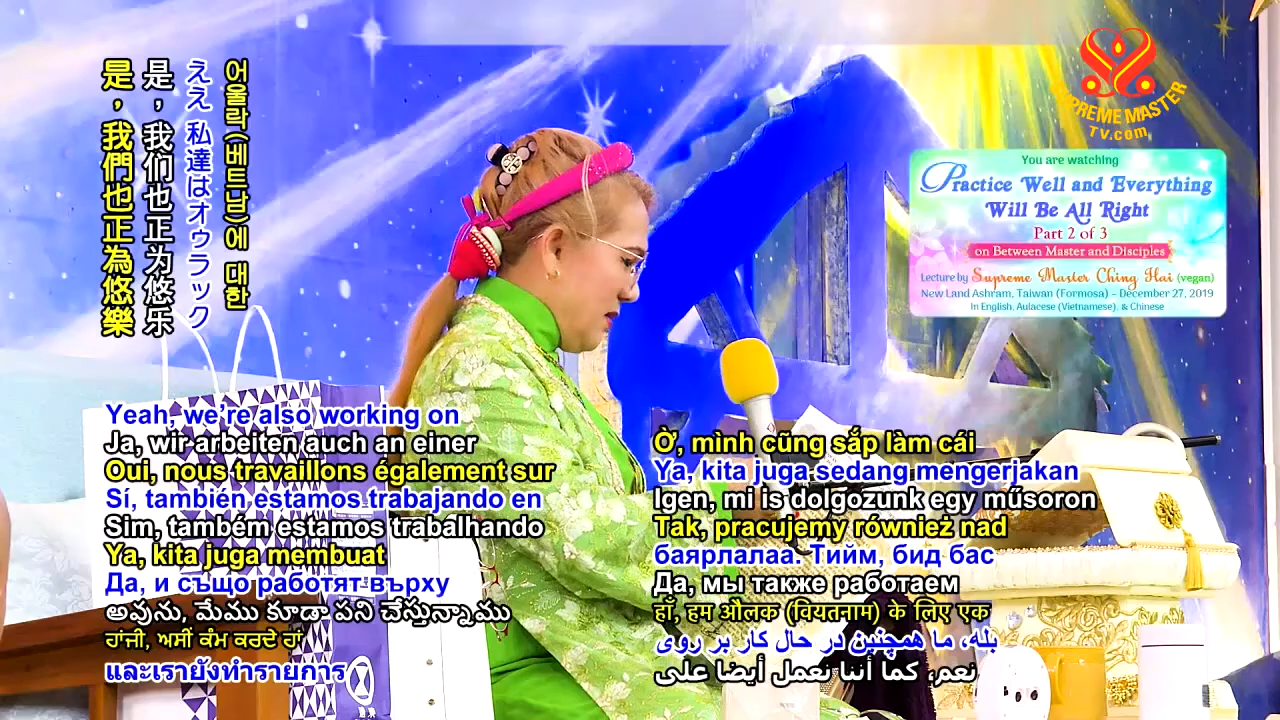 是，我們也正為悠樂
是，我们也正为悠乐
ええ 私達はオゥラック
어울락(베트남)에 대한
SUPREME MASTER
TV.com
You are watching
Practice Well and Everything
Will Be All Right
Part 2 of 3
on Between Master and Disciples
Lecture by Supreme Master Ching Hai (vegan)
New Land Ashram, Taiwan (Formosa) – December 27, 2019
In English, Aulacese (Vietnamese), & Chinese
Yeah, we’re also working on
Ja, wir arbeiten auch an einer
Oui, nous travaillons également sur
Sí, también estamos trabajando en
Sim, também estamos trabalhando
Ya, kita juga membuat
Да, и също работят върху
అవును, మేము కూడా పని చేస్తున్నాము
ਹਾਂਜੀ, ਅਸੀਂ ਕੰਮ ਕਰਦੇ ਹਾਂ
และเรายังทำรายการ
Ờ, mình cũng sắp làm cái
Ya, kita juga sedang mengerjakan
Igen, mi is dolgozunk egy műsoron
Tak, pracujemy również nad
баярлалаа. Тийм, бид бас
Да, мы также работаем
हाँ, हम औलक (वियतनाम) के लिए एक
بله، ما همچنین در حال کار بر روی
نعم، كما أننا نعمل أيضا على